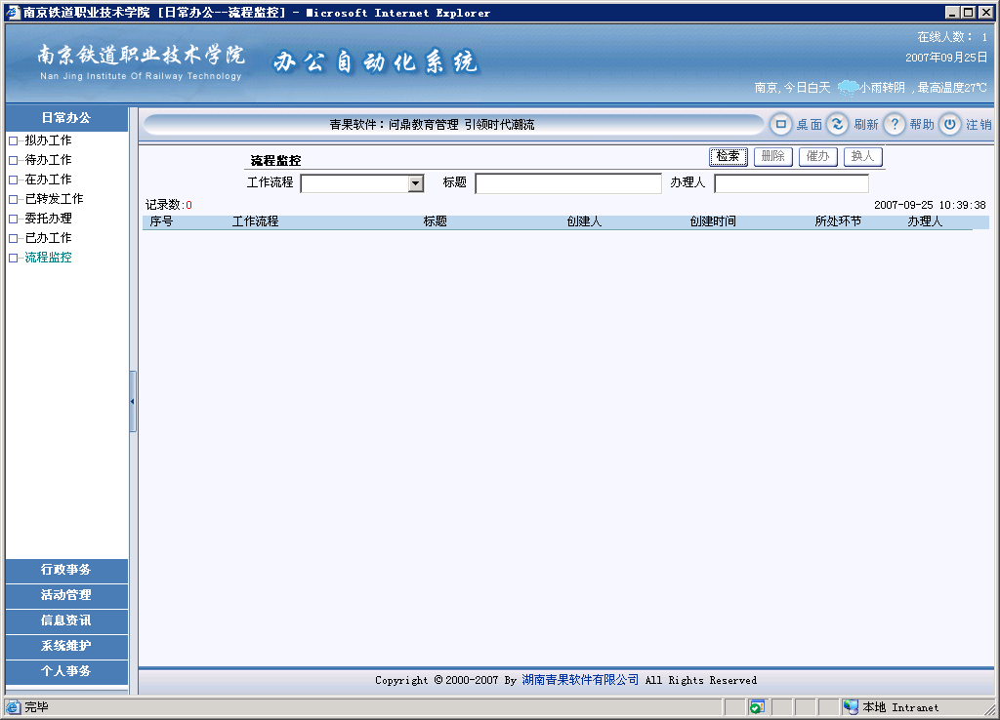 南京铁道职业技术学院 [日常办公--流程监控] - Microsoft Internet Explorer
南京铁道职业技术学院
Nan Jing Institute Of Railway Technology
办公自动化系统
在线人数： 1
2007年09月25日
南京,今日白天 小雨转阴 ,最高温度27℃
日常办公
拟办工作
待办工作
在办工作
已转发工作
委托办理
已办工作
流程监控
行政事务
活动管理
信息资讯
系统维护
个人事务
青果软件：问鼎教育管理 引领时代潮流
桌面 刷新 帮助 注销
流程监控
检索 删除 催办 换人
工作流程 标题 办理人
记录数:0
2007-09-25 10:39:38
序号 工作流程 标题 创建人 创建时间 所处环节 办理人
Copyright ©2000-2007 By 湖南青果软件有限公司 All Rights Reserved
完毕
本地 Intranet